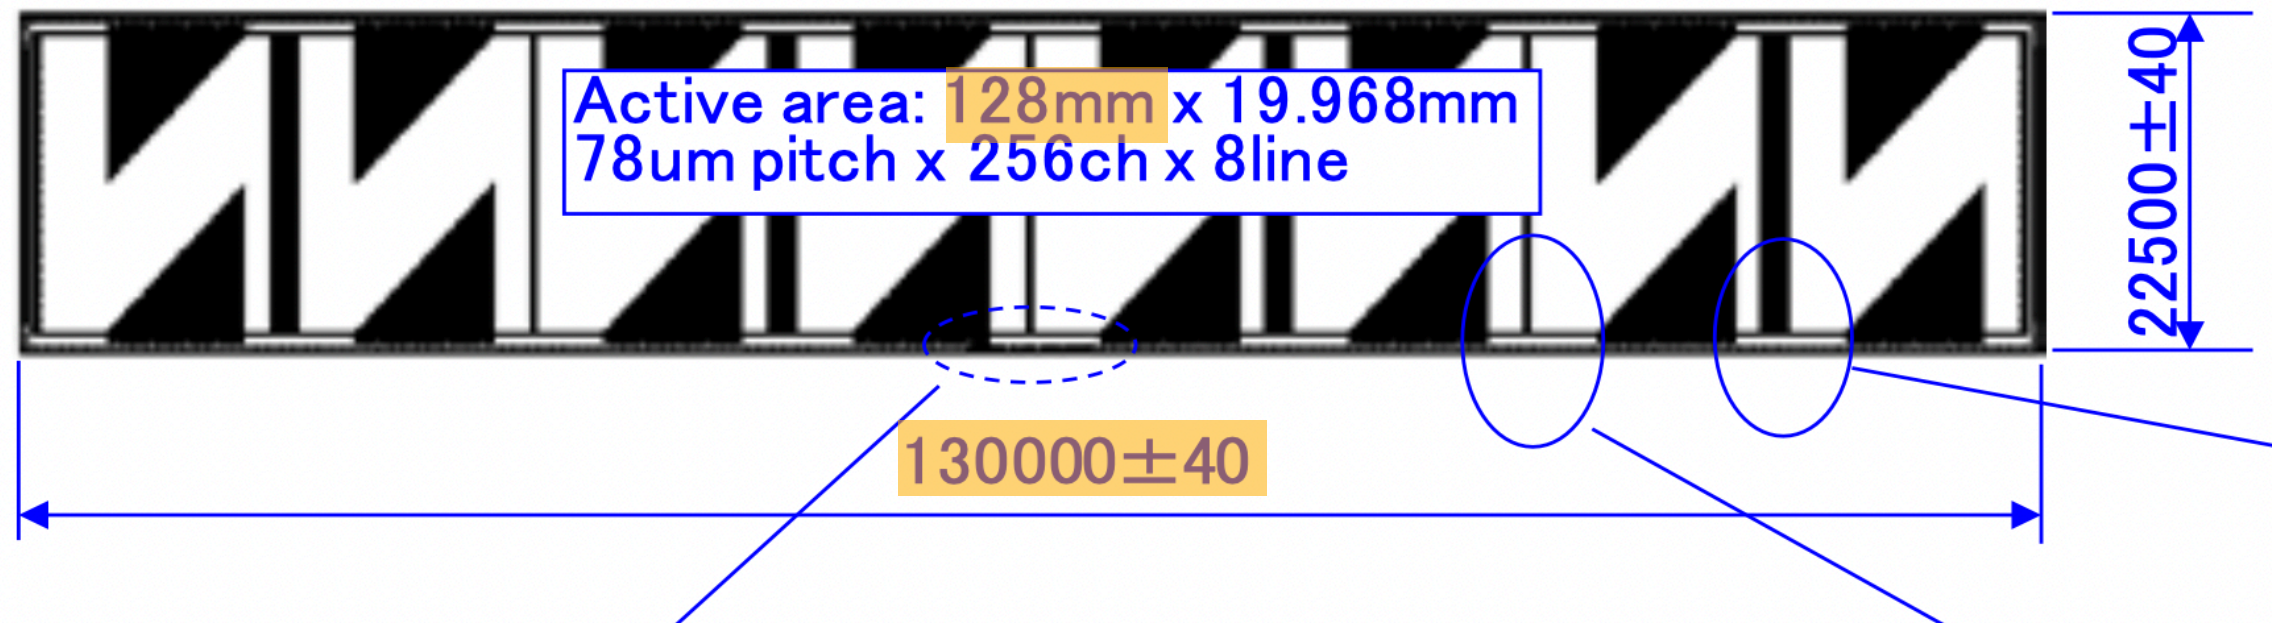 Active area: 128mm x 19.968mm
78um pitch x 256ch x 8line
22500±40
130000±40